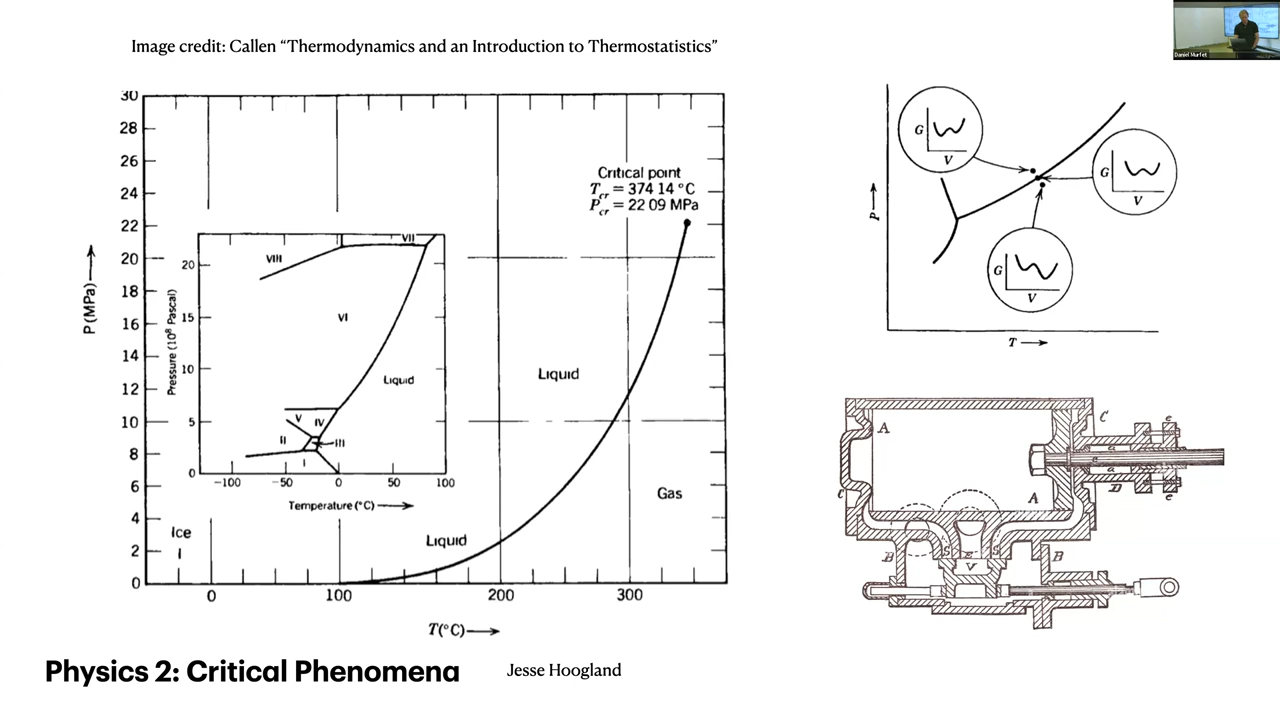 Image credit: Callen “Thermodynamics and an Introduction to Thermostatistics”
Daniel Murfet
30
28
26
24
22
20
18
16
14
12
10
8
6
4
2
0
P (MPa)
Critical point
Tcr = 374 14 °C
Pcr = 22 09 MPa
Liquid
Gas
Liquid
Ice
I
0
100
200
300
T(°C)
VIII
VII
VI
Liquid
V
IV
II
III
I
20
15
10
5
0
Pressure (10⁸ Pascal)
−100
−50
0
50
100
Temperature (°C)
G
V
G
V
G
V
P
T
A
C
e
a
e
a
C
A
D
e
B
S
E
S
B
V
Physics 2: Critical Phenomena
Jesse Hoogland